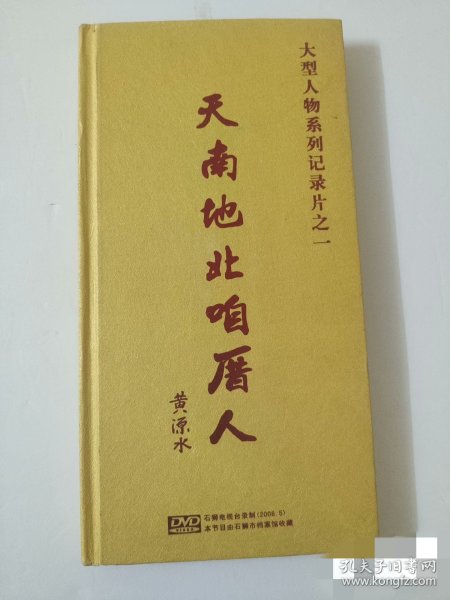 大型人物系列记录片之一
天南地北咱厝人
黄源水
DVD
VIDEO
石狮电视台录制(2008.5)
本节目由石狮市档案馆收藏
孔夫子旧书网
www.kongfz.com